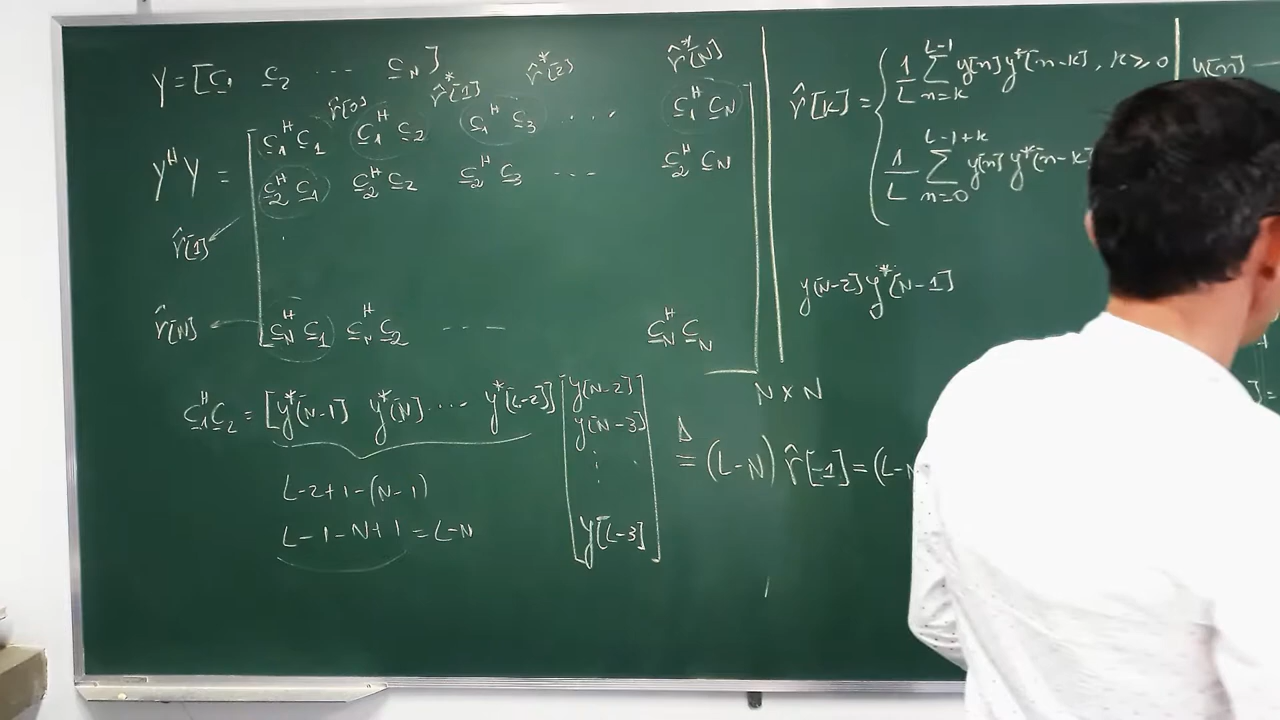 Y = [c₁ c₂ ... c_N]
r̂[0] r̂*[1] r̂*[2] r̂*[N]
Y^H Y = [c₁^H c₁ c₁^H c₂ c₁^H c₃ .... c₁^H c_N
c₂^H c₁ c₂^H c₂ c₂^H c₃ --- c₂^H c_N
r̂[1]
r̂[N] c_N^H c₁ c_N^H c₂ ---- c_N^H c_N]
N × N
c₁^H c₂ = [y*[N-1] y*[N] .... y*[L-2]] [y[N-2] y[N-3] ⋮ y[L-3]] ≜ (L-N) r̂[-1] = (L-
L-2+1-(N-1)
L-1-N+1 = L-N
r̂[k] = { 1/L Σ_{n=k}^{L-1} y[n] y*[n-k], k ≥ 0
1/L Σ_{n=0}^{L-1+k} y[n] y*[n-k]
y[N-2] y*[N-1]
y[n]